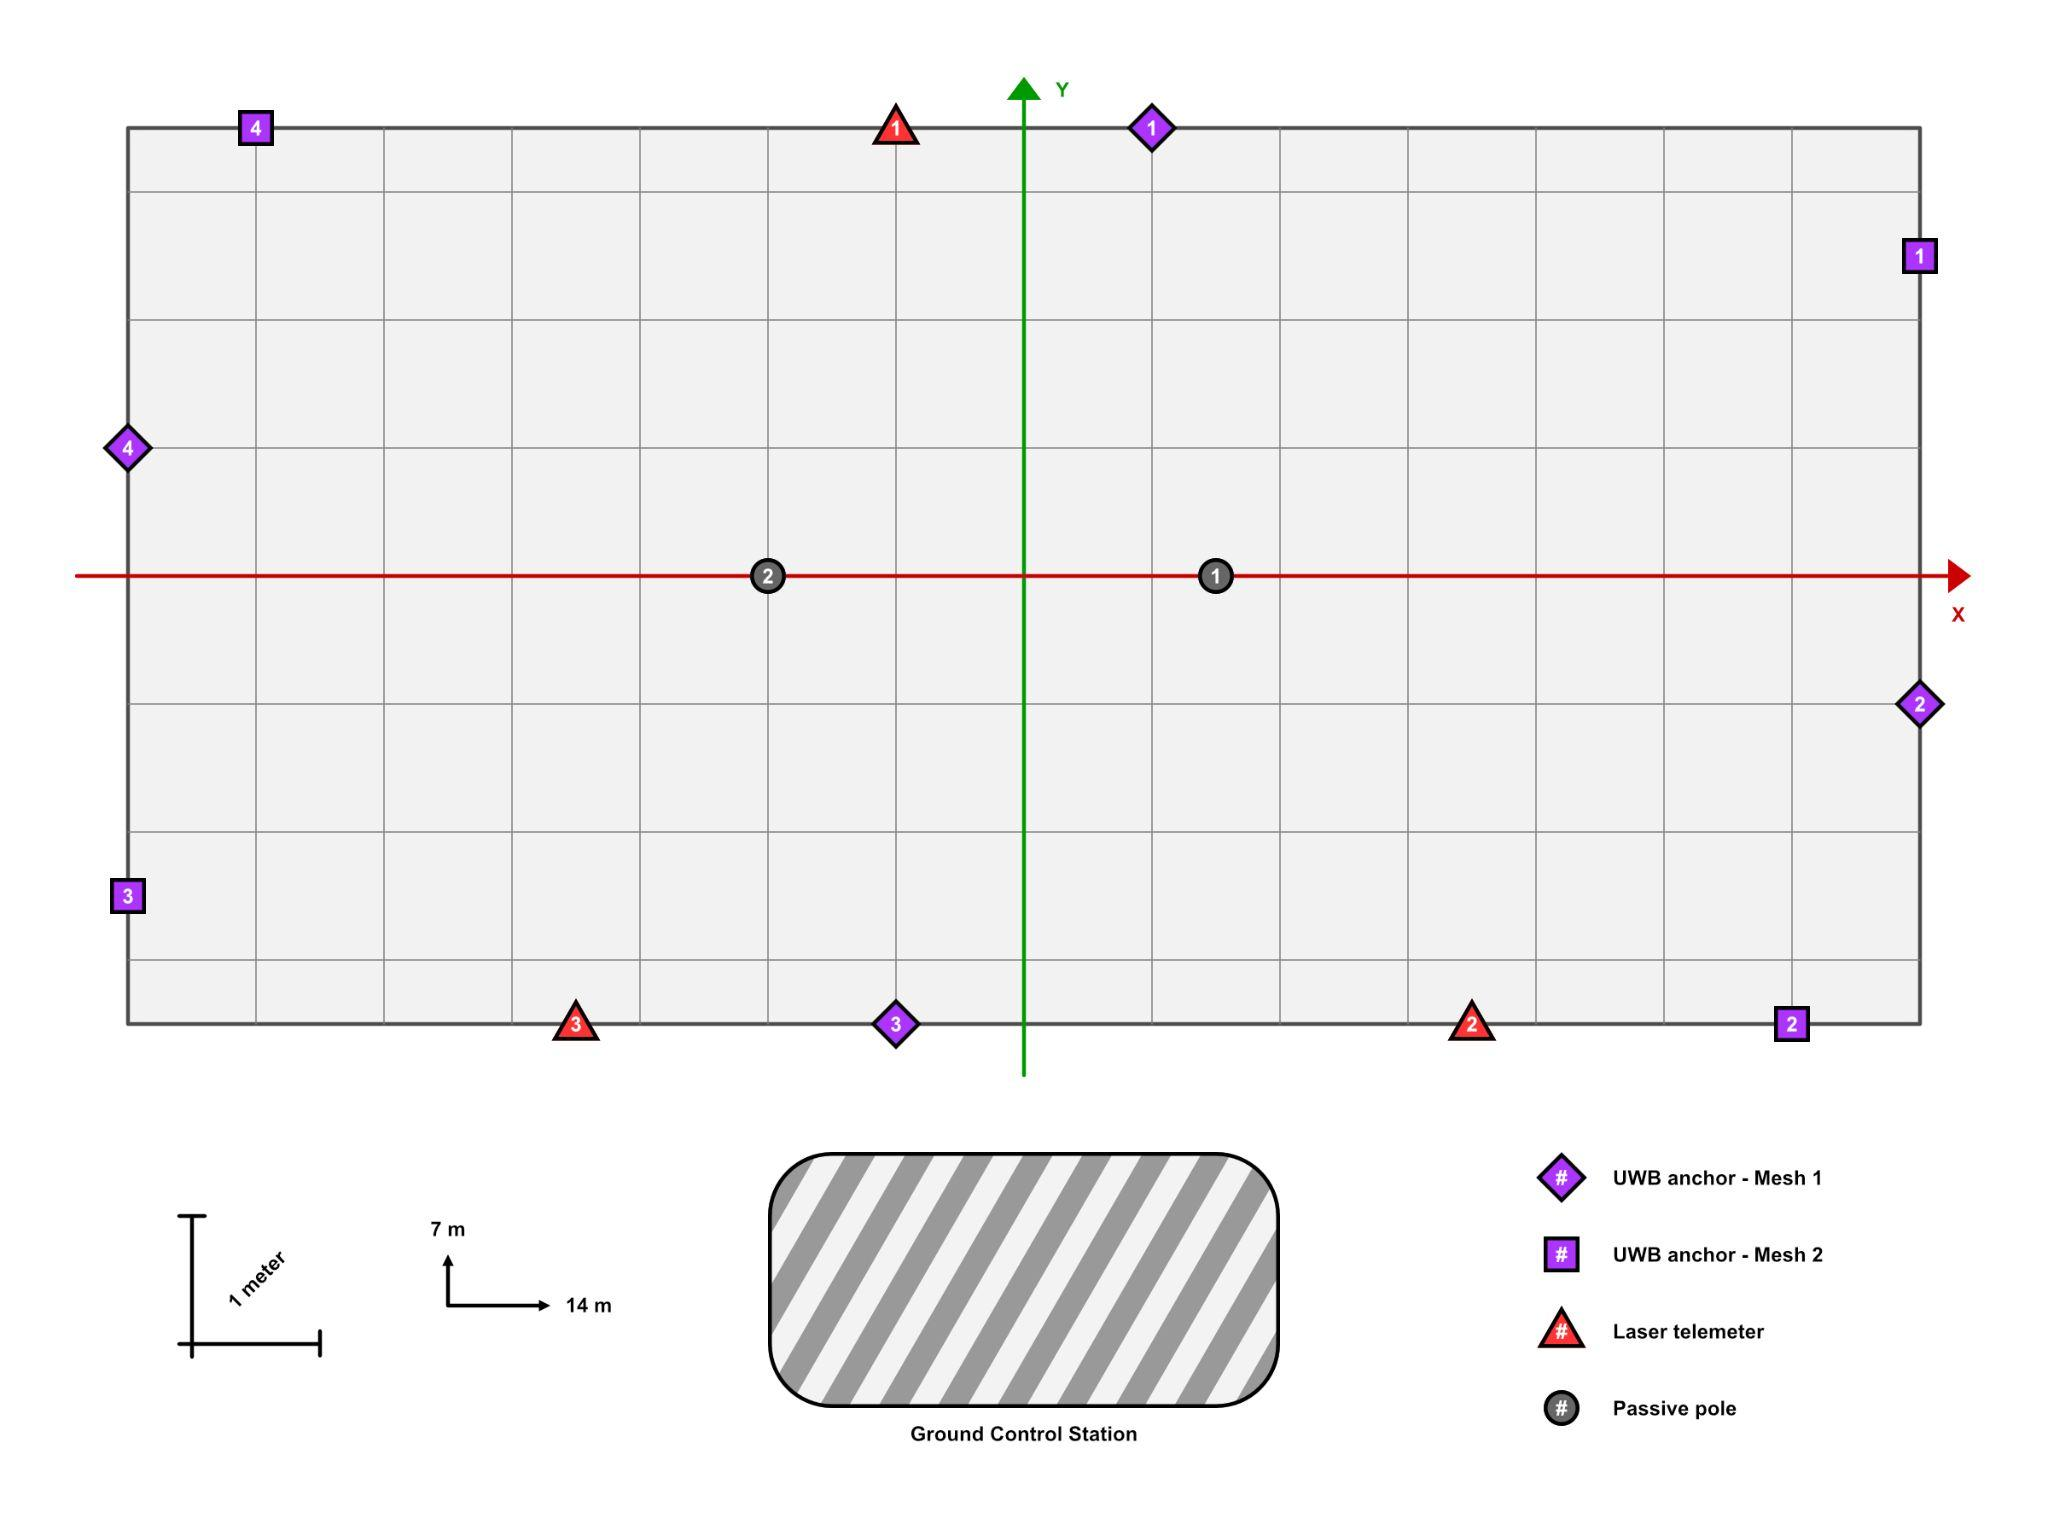 Y
4
1
1
1
4
2
1
X
2
3
3
3
2
2
# UWB anchor - Mesh 1
7 m
1 meter
14 m
# UWB anchor - Mesh 2
# Laser telemeter
# Passive pole
Ground Control Station